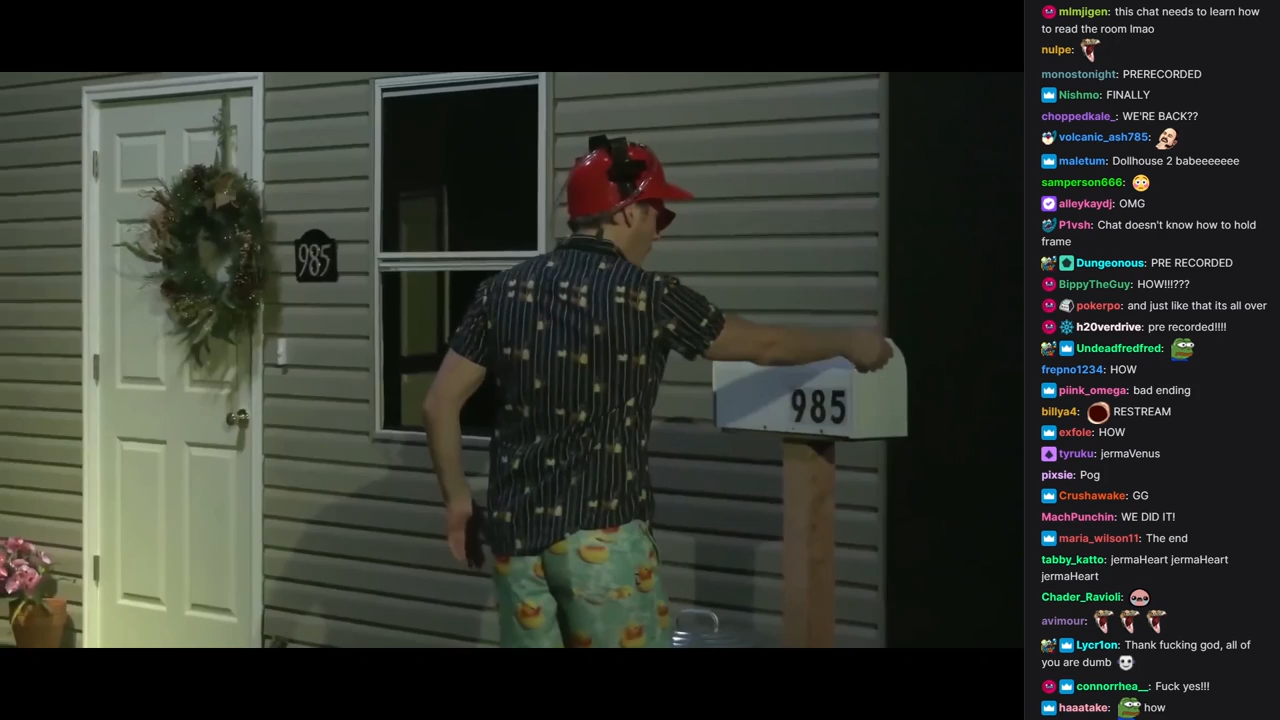 985
985
mlmjigen: this chat needs to learn how
to read the room lmao
nulpe:
monostonight: PRERECORDED
Nishmo: FINALLY
choppedkale_: WE'RE BACK??
volcanic_ash785:
maletum: Dollhouse 2 babeeeeeee
samperson666:
alleykaydj: OMG
P1vsh: Chat doesn't know how to hold
frame
Dungeonous: PRE RECORDED
BippyTheGuy: HOW!!!???
pokerpo: and just like that its all over
h20verdrive: pre recorded!!!!
Undeadfredfred:
frepno1234: HOW
piink_omega: bad ending
billya4: RESTREAM
exfole: HOW
tyruku: jermaVenus
pixsie: Pog
Crushawake: GG
MachPunchin: WE DID IT!
maria_wilson11: The end
tabby_katto: jermaHeart jermaHeart
jermaHeart
Chader_Ravioli:
avimour:
Lycr1on: Thank fucking god, all of
you are dumb
connorrhea__: Fuck yes!!!
haaatake: how